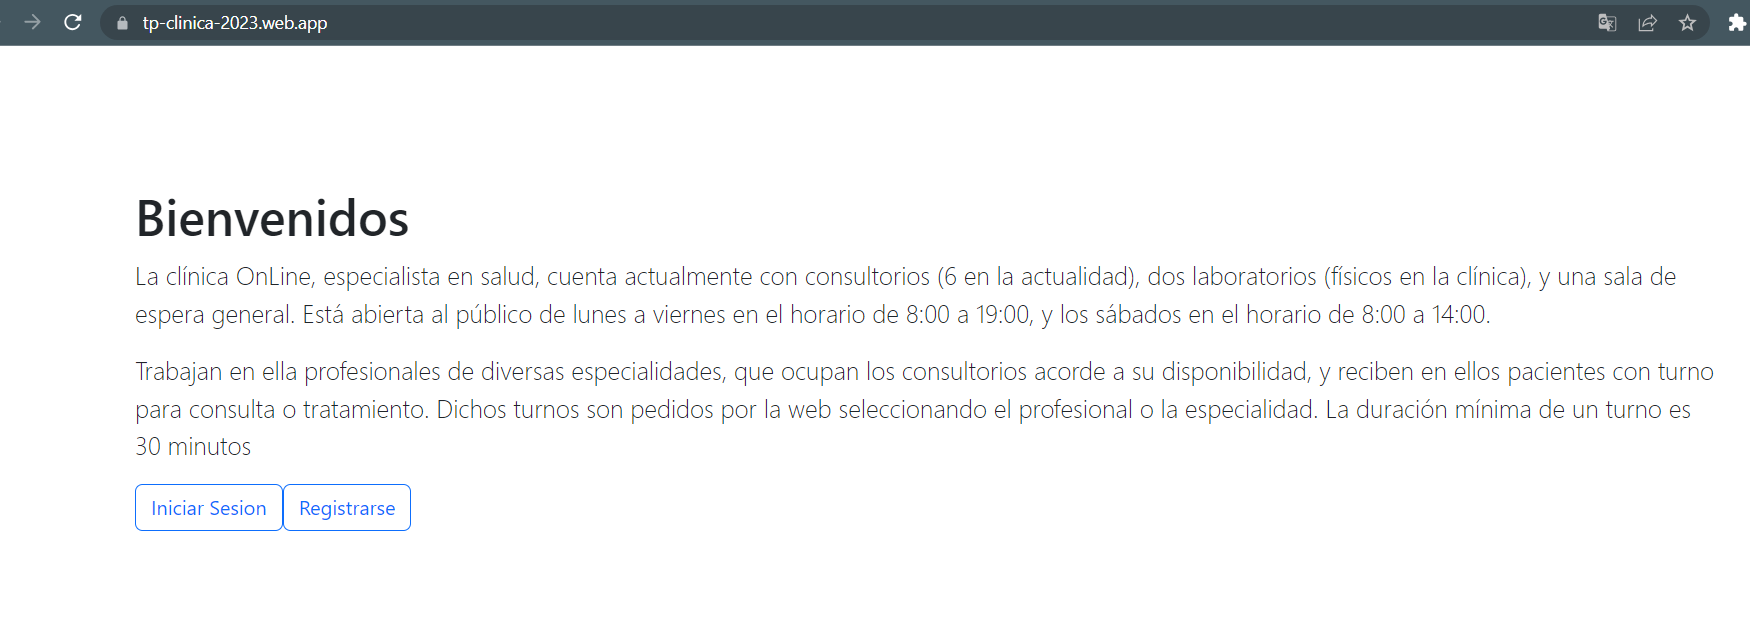 tp-clinica-2023.web.app
Bienvenidos
La clínica OnLine, especialista en salud, cuenta actualmente con consultorios (6 en la actualidad), dos laboratorios (físicos en la clínica), y una sala de
espera general. Está abierta al público de lunes a viernes en el horario de 8:00 a 19:00, y los sábados en el horario de 8:00 a 14:00.
Trabajan en ella profesionales de diversas especialidades, que ocupan los consultorios acorde a su disponibilidad, y reciben en ellos pacientes con turno
para consulta o tratamiento. Dichos turnos son pedidos por la web seleccionando el profesional o la especialidad. La duración mínima de un turno es
30 minutos
Iniciar Sesion Registrarse